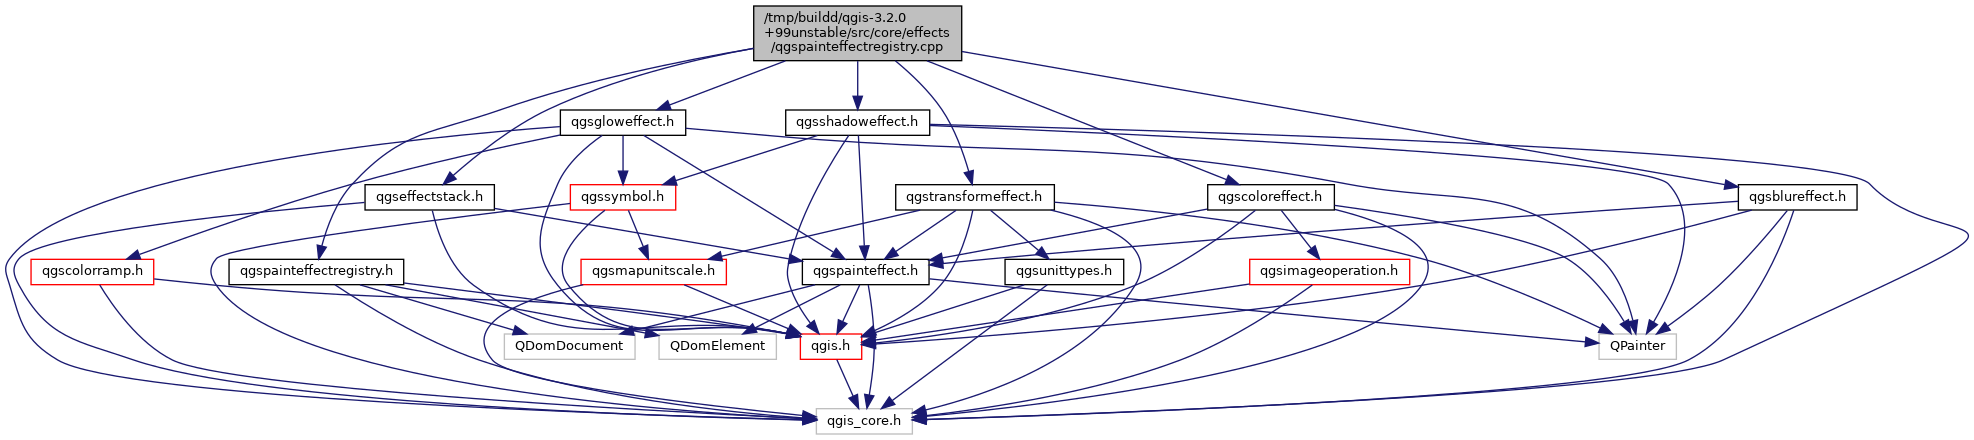 /tmp/buildd/qgis-3.2.0
+99unstable/src/core/effects
/qgspainteffectregistry.cpp
qgsgloweffect.h
qgsshadoweffect.h
qgseffectstack.h
qgssymbol.h
qgstransformeffect.h
qgscoloreffect.h
qgsblureffect.h
qgscolorramp.h
qgspainteffectregistry.h
qgsmapunitscale.h
qgspainteffect.h
qgsunittypes.h
qgsimageoperation.h
QDomDocument
QDomElement
qgis.h
QPainter
qgis_core.h